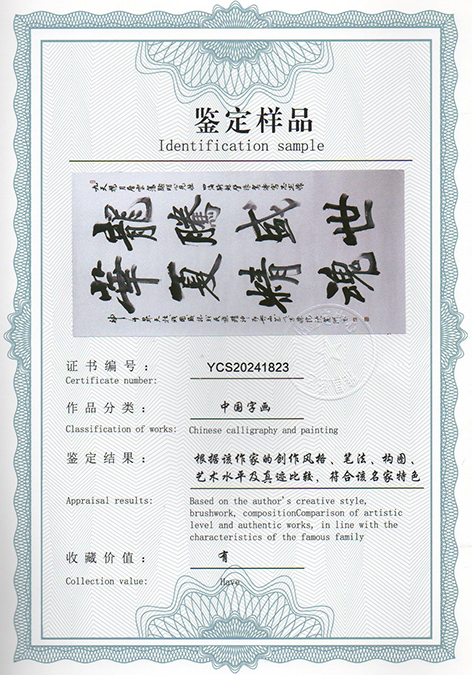 鉴定样品
Identification sample
龍騰盛世
華夏精魂
证书编号： YCS20241823
Certificate number:
作品分类： 中国字画
Classification of works: Chinese calligraphy and painting
鉴定结果： 根据该作家的创作风格、笔法、构图、
艺术水平及真迹比较，符合该名家特色
Appraisal results: Based on the author's creative style,
brushwork, compositionComparison of artistic
level and authentic works, in line with the
characteristics of the famous family
收藏价值： 有
Collection value: Have